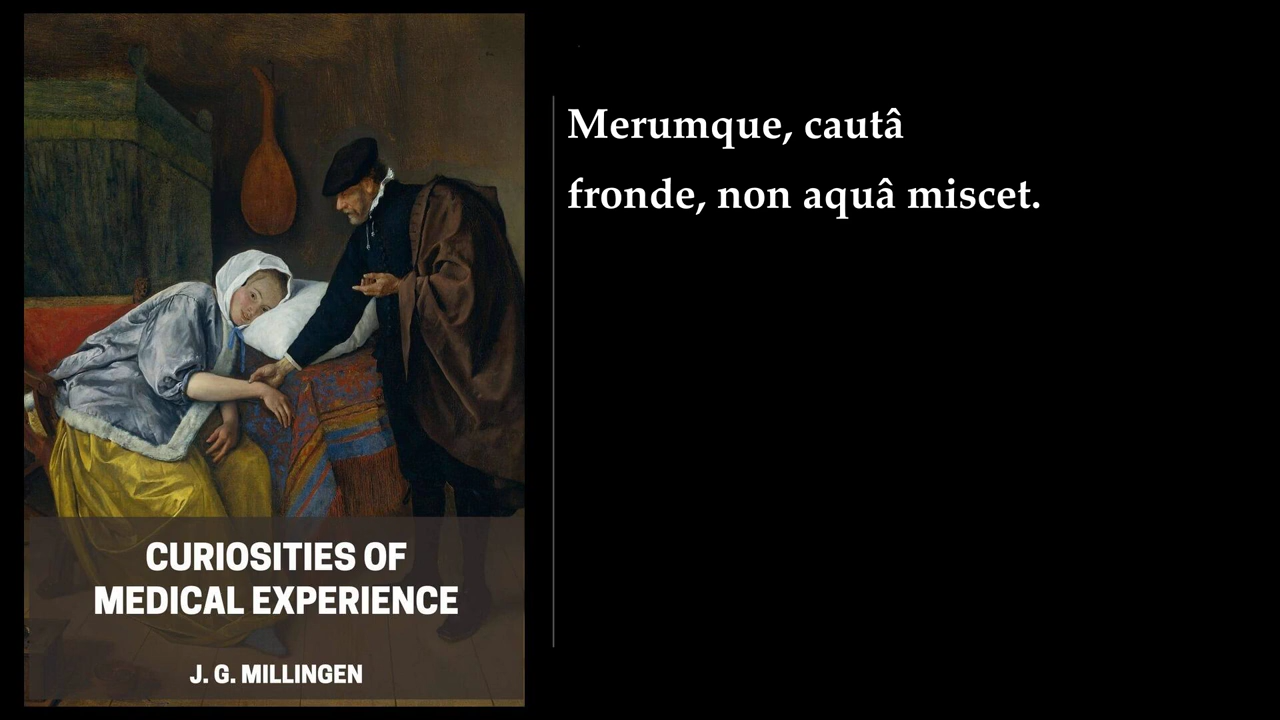 Merumque, cautâ
fronde, non aquâ miscet.
CURIOSITIES OF
MEDICAL EXPERIENCE
J. G. MILLINGEN